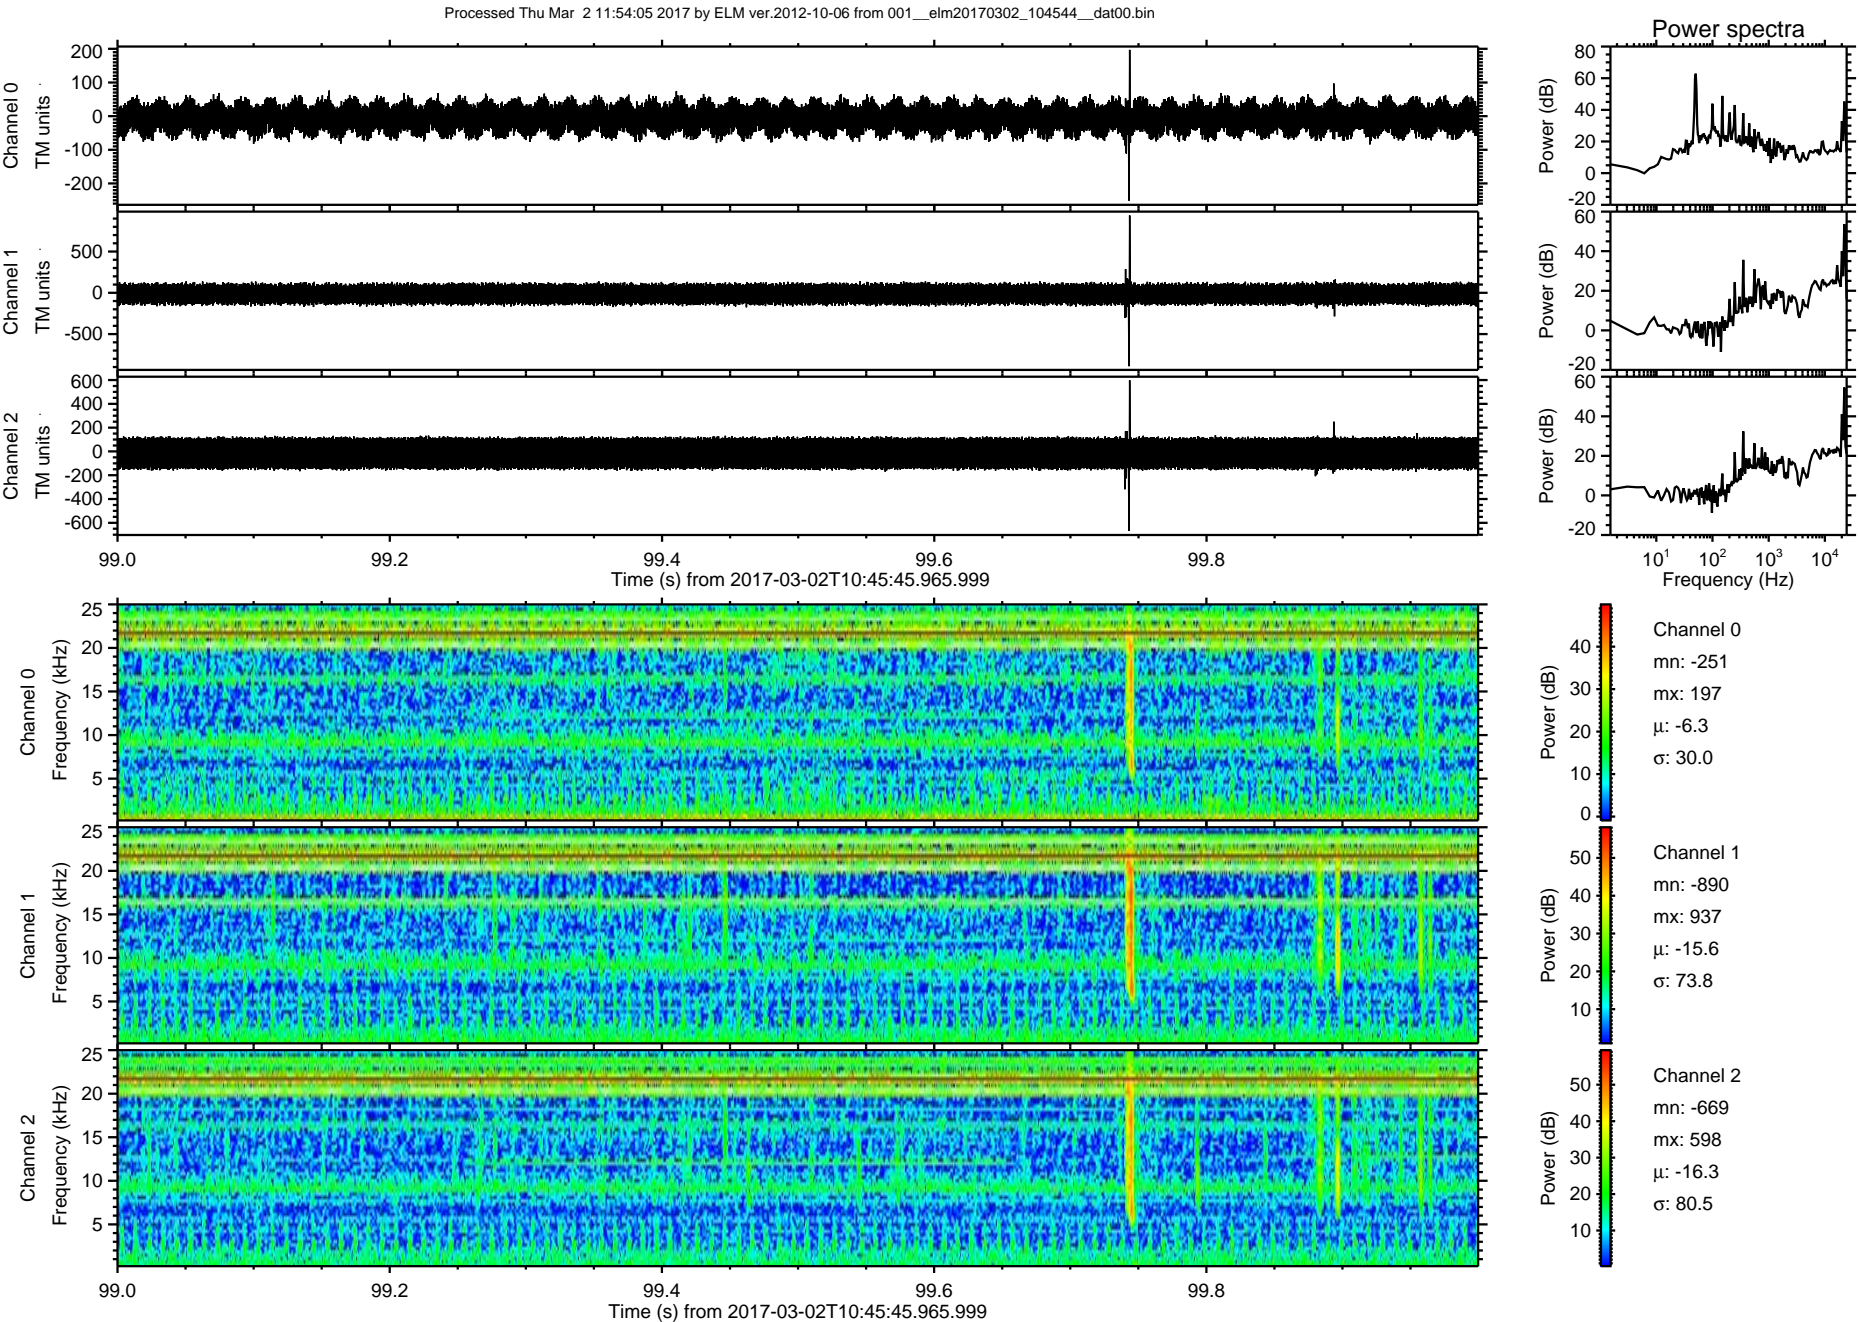 Processed Thu Mar  2 11:54:05 2017 by ELM ver.2012-10-06 from 001__elm20170302_104544__dat00.bin
Power spectra
Channel 0
TM units
200
100
0
-100
-200
Power (dB)
80
60
40
20
0
-20
Channel 1
TM units
500
0
-500
Power (dB)
60
40
20
0
-20
Channel 2
TM units
600
400
200
0
-200
-400
-600
Power (dB)
60
40
20
0
-20
99.0 99.2 99.4 99.6 99.8
Time (s) from 2017-03-02T10:45:45.965.999
10¹ 10² 10³ 10⁴
Frequency (Hz)
Channel 0
Frequency (kHz)
25
20
15
10
5
Power (dB)
40
30
20
10
0
Channel 0
mn: -251
mx: 197
µ: -6.3
σ: 30.0
Channel 1
Frequency (kHz)
25
20
15
10
5
Power (dB)
50
40
30
20
10
Channel 1
mn: -890
mx: 937
µ: -15.6
σ: 73.8
Channel 2
Frequency (kHz)
25
20
15
10
5
Power (dB)
50
40
30
20
10
Channel 2
mn: -669
mx: 598
µ: -16.3
σ: 80.5
99.0 99.2 99.4 99.6 99.8
Time (s) from 2017-03-02T10:45:45.965.999